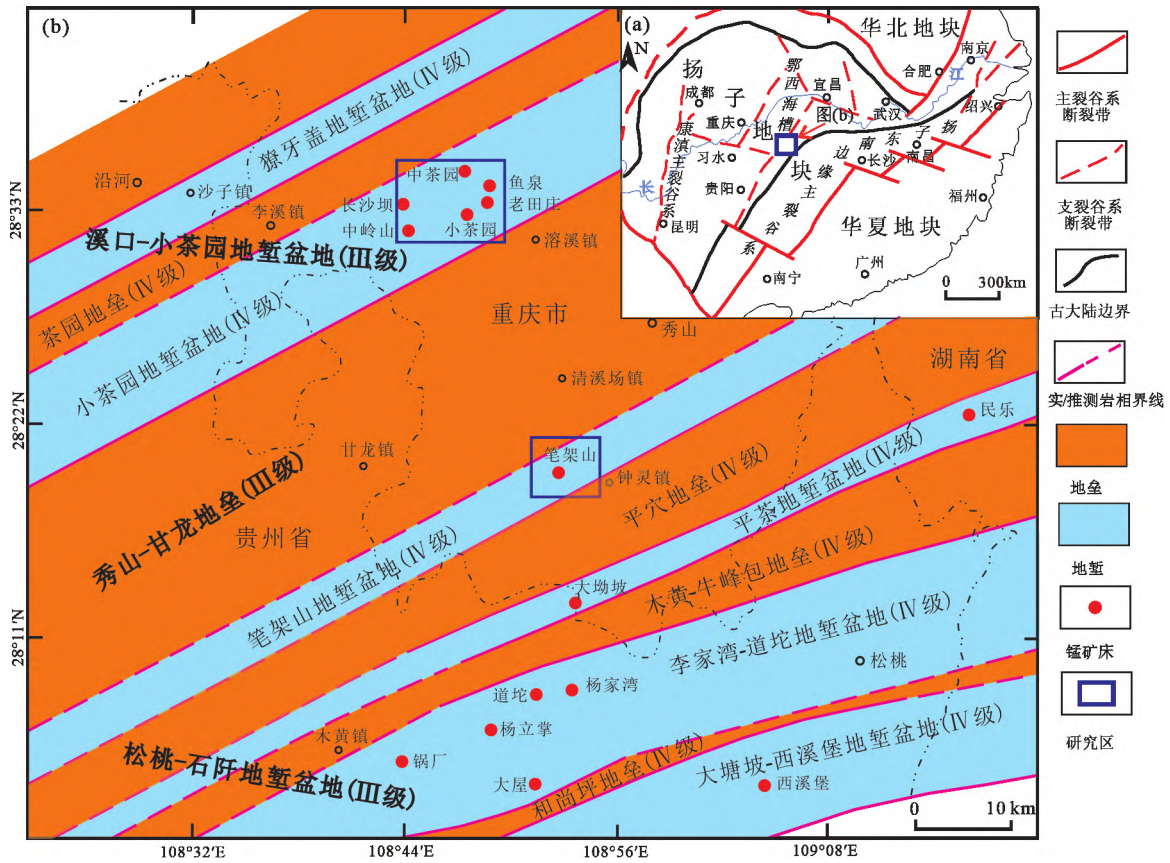 (b)
猔牙盖地堑盆地(Ⅳ级)
沿河
沙子镇
李溪镇
溪口-小茶园地堑盆地(Ⅲ级)
中茶园
鱼泉
长沙坝
老田庄
中岭山
小茶园
溶溪镇
茶园地垒(Ⅳ级)
小茶园地堑盆地(Ⅳ级)
重庆市
秀山
湖南省
清溪场镇
民乐
甘龙镇
笔架山
钟灵镇
平穴地垒(Ⅳ级)
平茶地堑盆地(Ⅳ级)
秀山-甘龙地垒(Ⅲ级)
贵州省
笔架山地堑盆地(Ⅳ级)
大坳坡
木黄-牛峰包地垒(Ⅳ级)
李家湾-道坨地堑盆地(Ⅳ级)
松桃
道坨
杨家湾
杨立掌
木黄镇
锅厂
松桃-石阡地堑盆地(Ⅲ级)
大屋
和尚坪地垒(Ⅳ级)
大塘坡-西溪堡地堑盆地(Ⅳ级)
西溪堡
0 10 km
28°33′N
28°22′N
28°11′N
108°32′E
108°44′E
108°56′E
109°08′E
(a)
N
华北地块
南京
合肥
江
扬子地块
鄂西海槽
宜昌
成都
武汉
绍兴
图(b)
重庆
康滇主裂谷系
习水
长沙
南昌
扬子东南边缘主裂谷系
贵阳
长
福州
昆明
华夏地块
广州
南宁
0 300km
主裂谷系
断裂带
支裂谷系
断裂带
古大陆边界
实/推测岩相界线
地垒
地堑
锰矿床
研究区